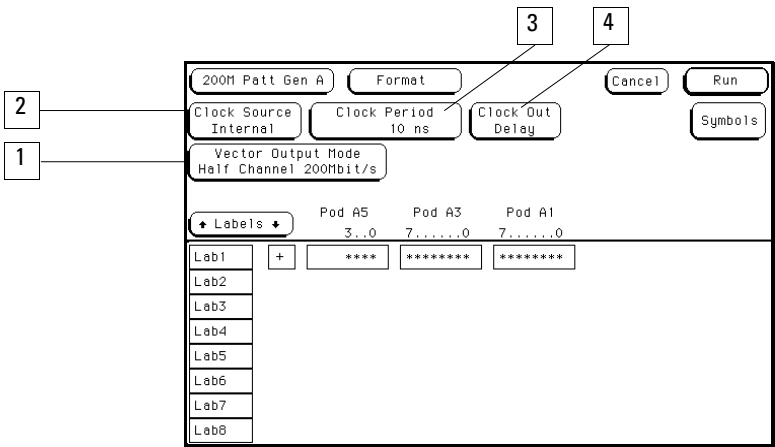 3 4
200M Patt Gen A Format Cancel Run
2
Clock Source Internal
Clock Period 10 ns
Clock Out Delay
Symbols
1
Vector Output Mode
Half Channel 200Mbit/s
↑ Labels ↓
Pod A5 Pod A3 Pod A1
3..0 7......0 7......0
Lab1 + **** ******** ********
Lab2
Lab3
Lab4
Lab5
Lab6
Lab7
Lab8